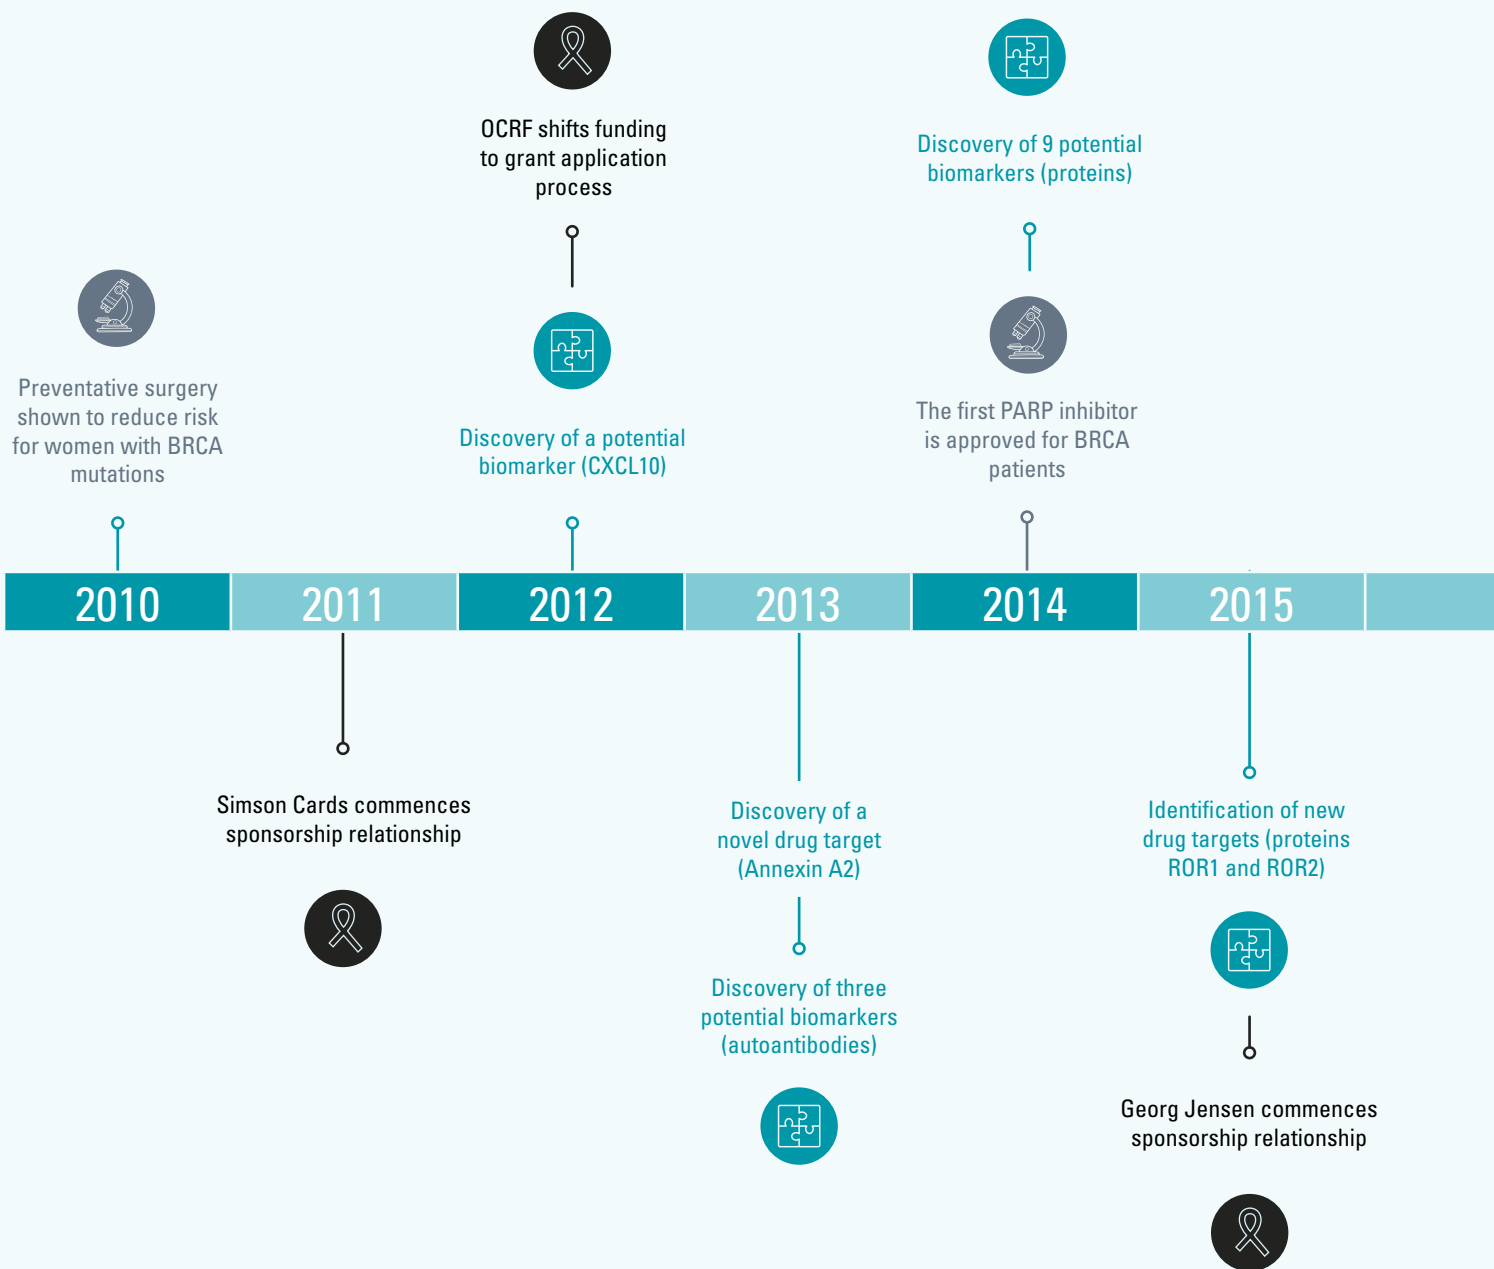 OCRF shifts funding
to grant application
process
Discovery of 9 potential
biomarkers (proteins)
Preventative surgery
shown to reduce risk
for women with BRCA
mutations
Discovery of a potential
biomarker (CXCL10)
The first PARP inhibitor
is approved for BRCA
patients
2010
2011
2012
2013
2014
2015
Simson Cards commences
sponsorship relationship
Discovery of a
novel drug target
(Annexin A2)
Discovery of three
potential biomarkers
(autoantibodies)
Identification of new
drug targets (proteins
ROR1 and ROR2)
Georg Jensen commences
sponsorship relationship